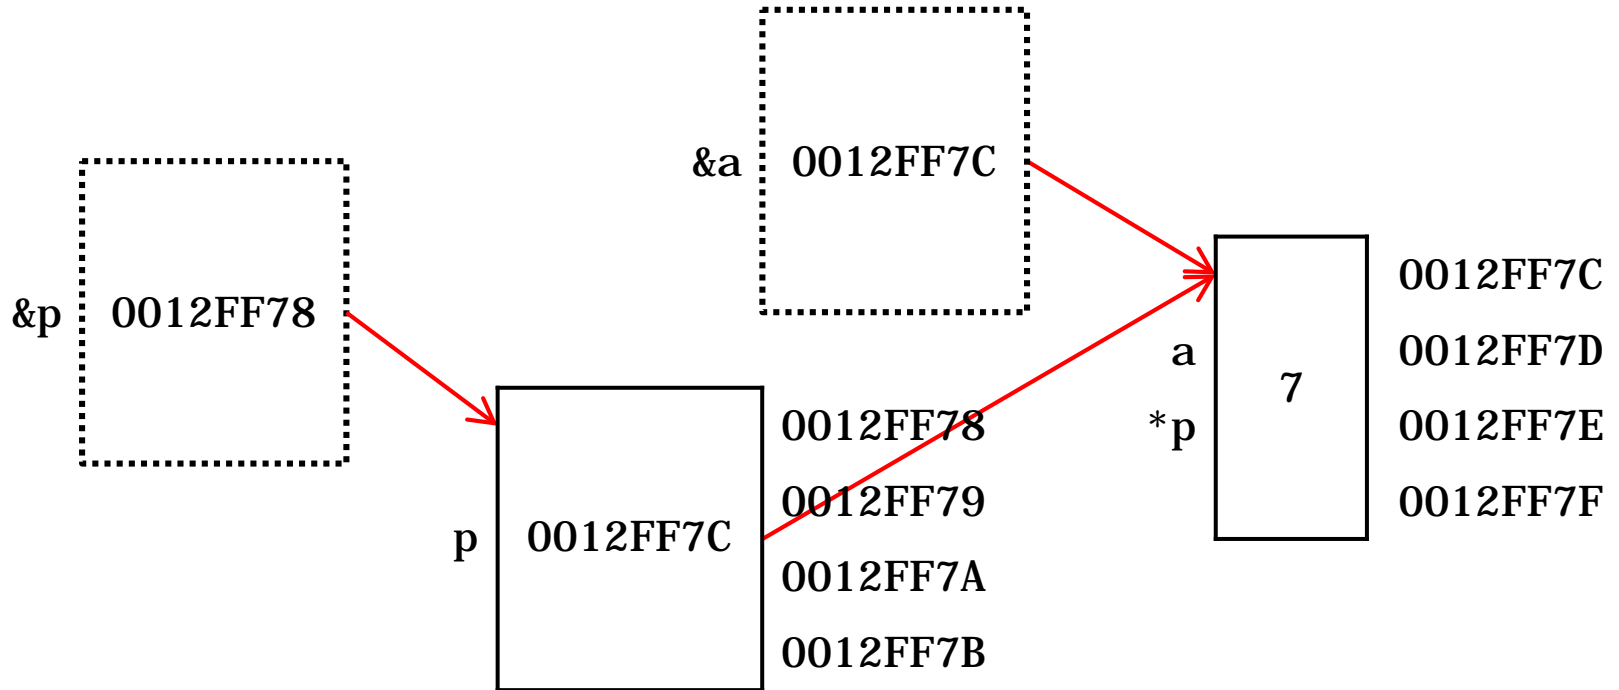 &a 0012FF7C
&p 0012FF78
0012FF7C
a 0012FF7D
7
*p 0012FF7E
0012FF7F
0012FF78
0012FF79
p 0012FF7C
0012FF7A
0012FF7B